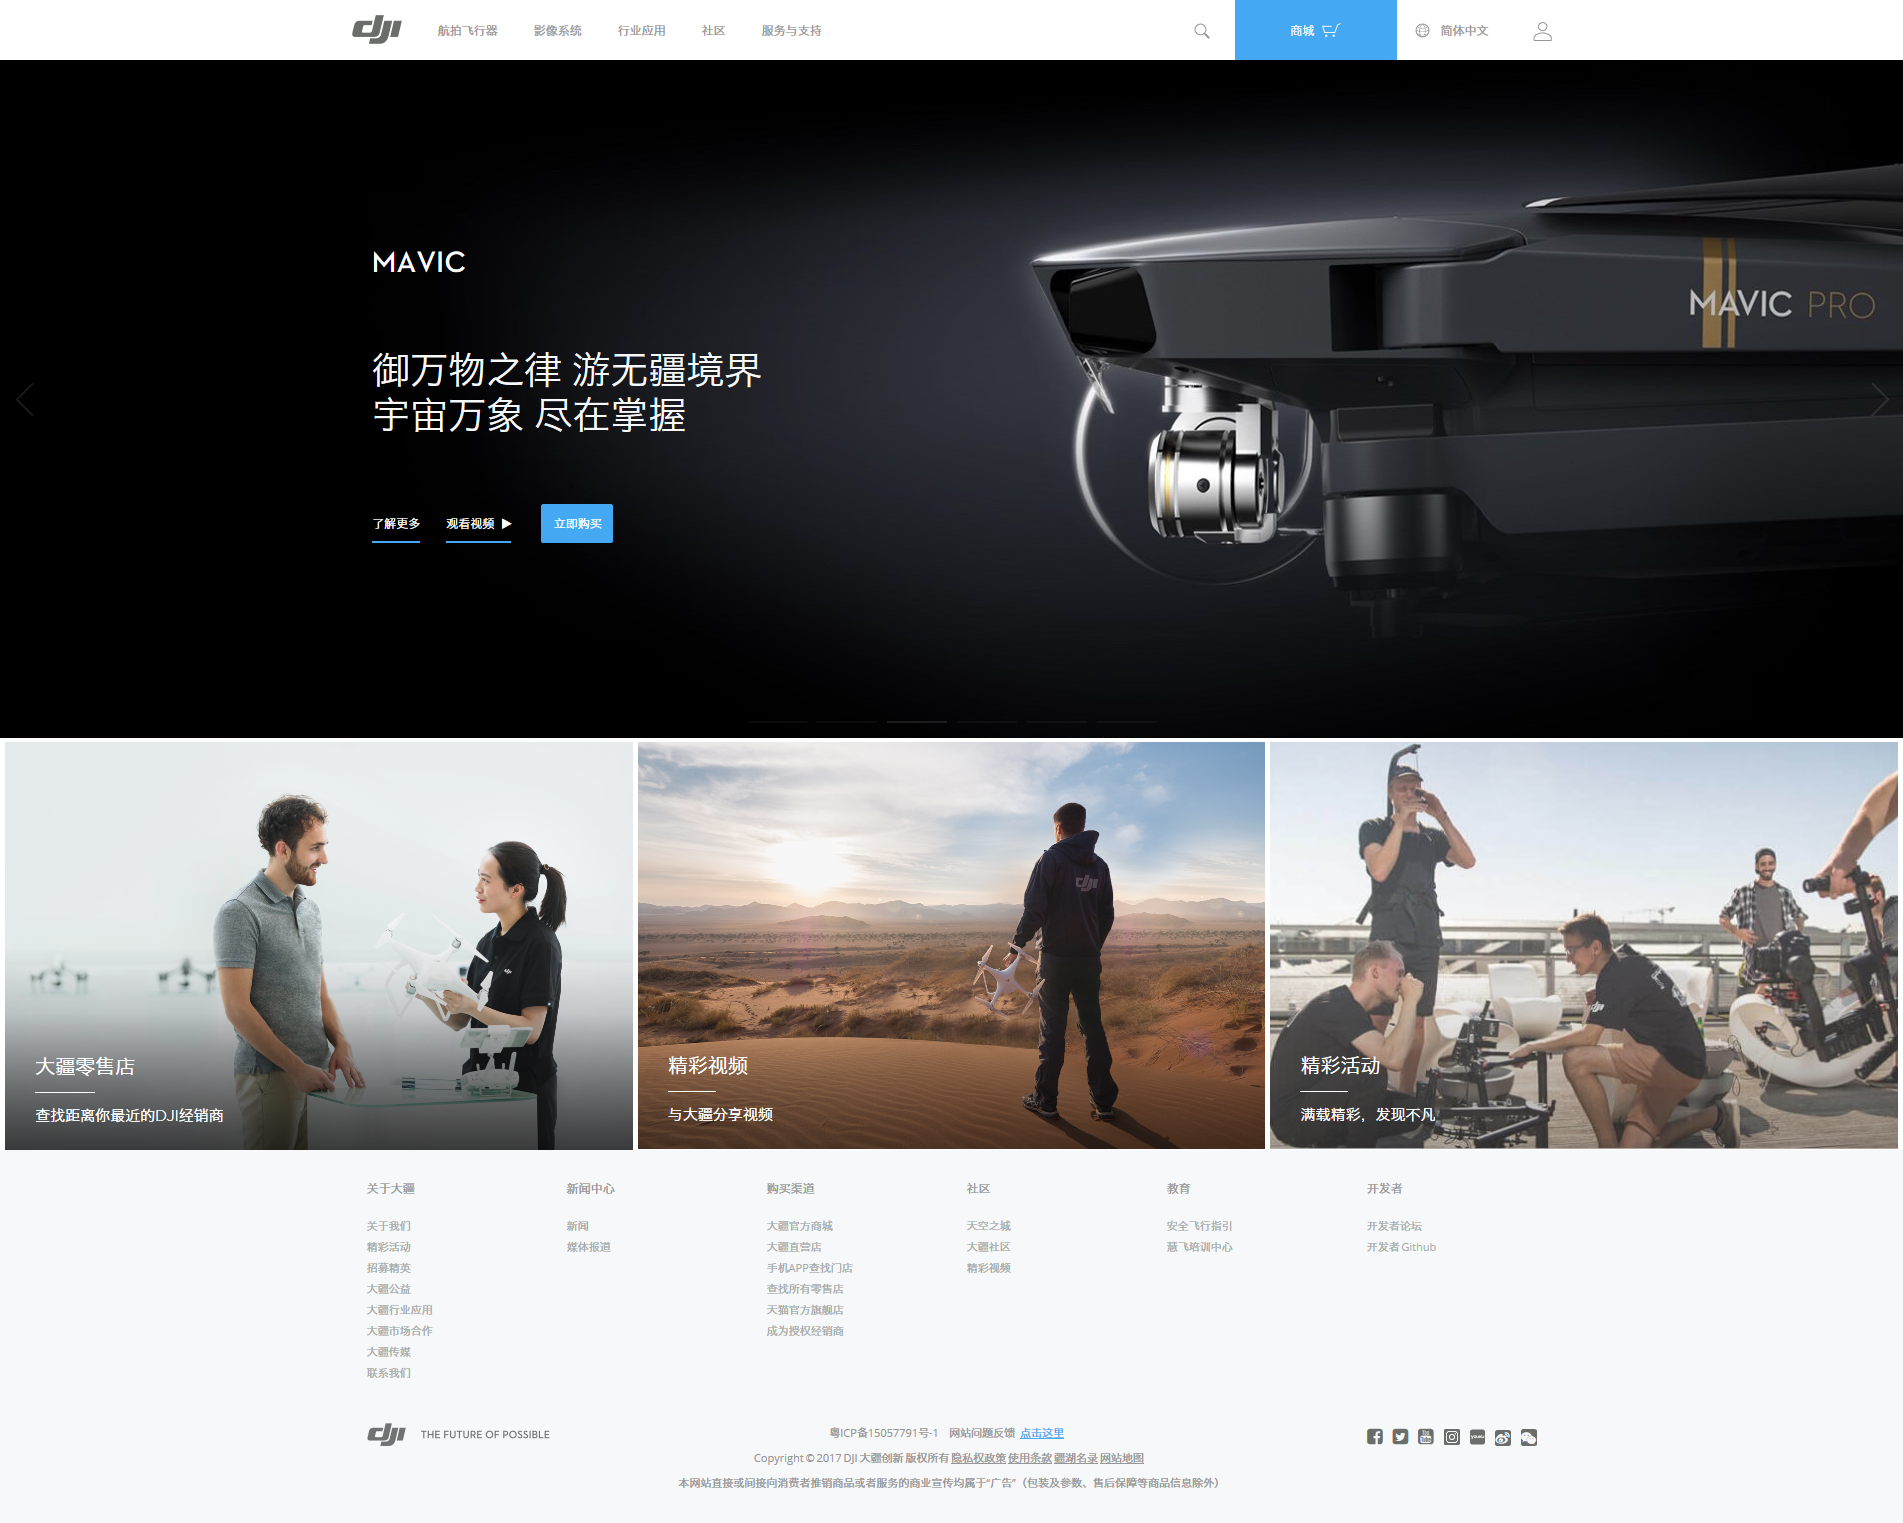 dji
航拍飞行器
影像系统
行业应用
社区
服务与支持
商城
简体中文
MAVIC
MAVIC PRO
御万物之律 游无疆境界
宇宙万象 尽在掌握
了解更多
观看视频
立即购买
dji
dji
dji
大疆零售店
查找距离你最近的DJI经销商
精彩视频
与大疆分享视频
精彩活动
满载精彩，发现不凡
关于大疆
关于我们
精彩活动
招募精英
大疆公益
大疆行业应用
大疆市场合作
大疆传媒
联系我们
新闻中心
新闻
媒体报道
购买渠道
大疆官方商城
大疆直营店
手机APP查找门店
查找所有零售店
天猫官方旗舰店
成为授权经销商
社区
天空之城
大疆社区
精彩视频
教育
安全飞行指引
慧飞培训中心
开发者
开发者论坛
开发者 Github
dji THE FUTURE OF POSSIBLE
粤ICP备15057791号-1 网站问题反馈 点击这里
Copyright © 2017 DJI 大疆创新 版权所有 隐私权政策 使用条款 疆湖名录 网站地图
本网站直接或间接向消费者推销商品或者服务的商业宣传均属于“广告”（包装及参数、售后保障等商品信息除外）